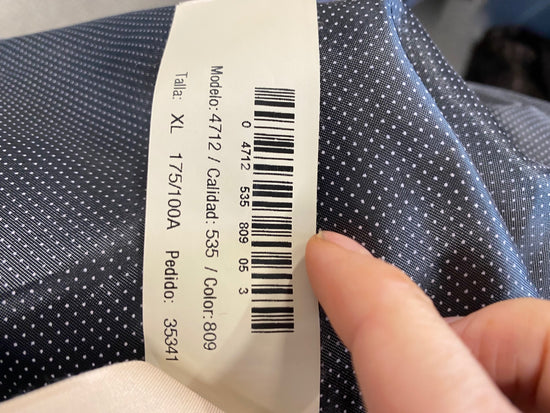 0 4712 535 809 05 3
Modelo: 4712 / Calidad: 535 / Color: 809
Talla: XL 175/100A Pedido: 35341